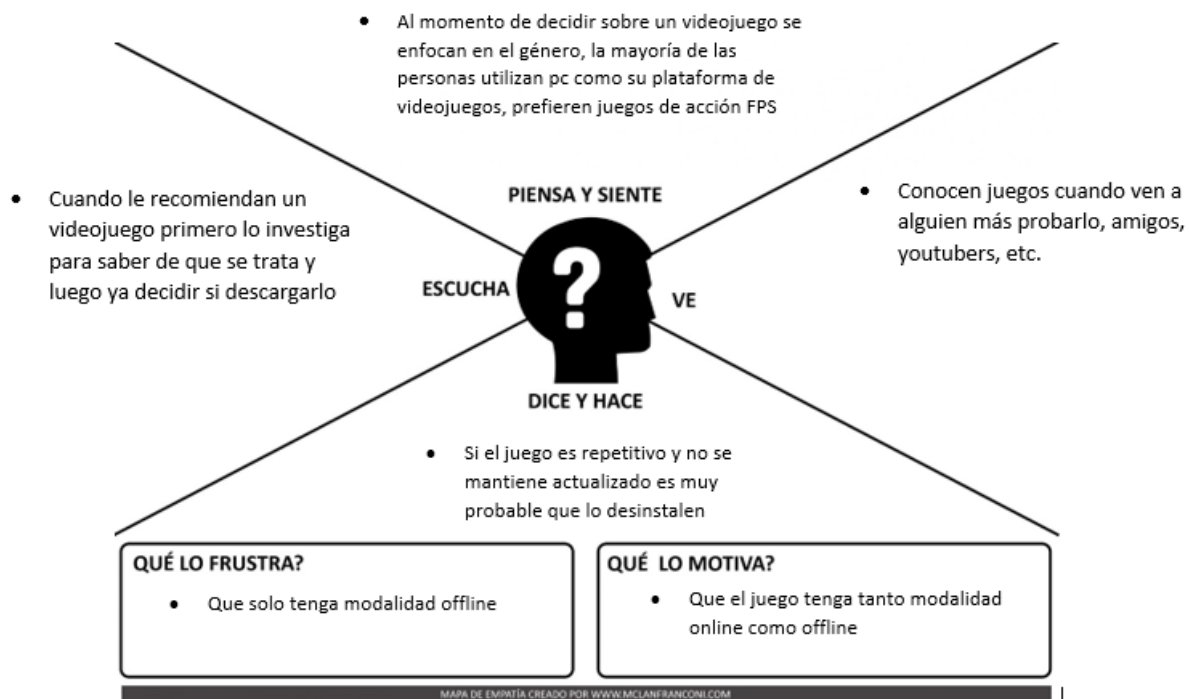 • Al momento de decidir sobre un videojuego se
enfocan en el género, la mayoría de las
personas utilizan pc como su plataforma de
videojuegos, prefieren juegos de acción FPS
PIENSA Y SIENTE
• Cuando le recomiendan un
videojuego primero lo investiga
para saber de que se trata y
luego ya decidir si descargarlo
ESCUCHA
?
VE
• Conocen juegos cuando ven a
alguien más probarlo, amigos,
youtubers, etc.
DICE Y HACE
• Si el juego es repetitivo y no se
mantiene actualizado es muy
probable que lo desinstalen
QUÉ LO FRUSTRA?
• Que solo tenga modalidad offline
QUÉ LO MOTIVA?
• Que el juego tenga tanto modalidad
online como offline
MAPA DE EMPATÍA CREADO POR WWW.MCLANFRANCONI.COM